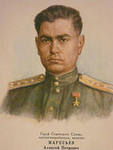 Герой Советского Союза,
МАРЕСЬЕВ
Алексей Петрович